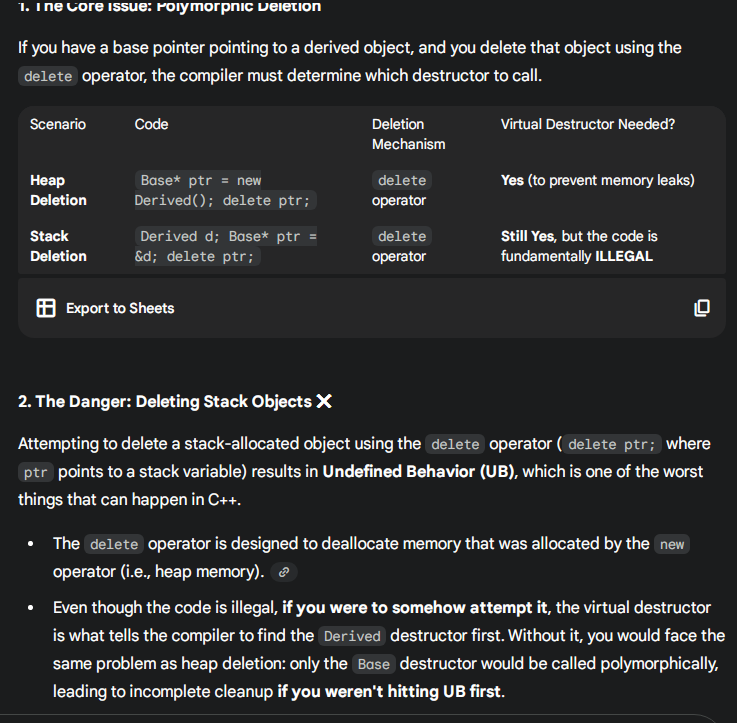 1. The Core Issue: Polymorphic Deletion
If you have a base pointer pointing to a derived object, and you delete that object using the
delete operator, the compiler must determine which destructor to call.
Scenario Code Deletion Mechanism Virtual Destructor Needed?
Heap Deletion Base* ptr = new Derived(); delete ptr; delete operator Yes (to prevent memory leaks)
Stack Deletion Derived d; Base* ptr = &d; delete ptr; delete operator Still Yes, but the code is fundamentally ILLEGAL
Export to Sheets
2. The Danger: Deleting Stack Objects ❌
Attempting to delete a stack-allocated object using the delete operator (delete ptr; where
ptr points to a stack variable) results in Undefined Behavior (UB), which is one of the worst
things that can happen in C++.
• The delete operator is designed to deallocate memory that was allocated by the new
operator (i.e., heap memory).
• Even though the code is illegal, if you were to somehow attempt it, the virtual destructor
is what tells the compiler to find the Derived destructor first. Without it, you would face the
same problem as heap deletion: only the Base destructor would be called polymorphically,
leading to incomplete cleanup if you weren't hitting UB first.